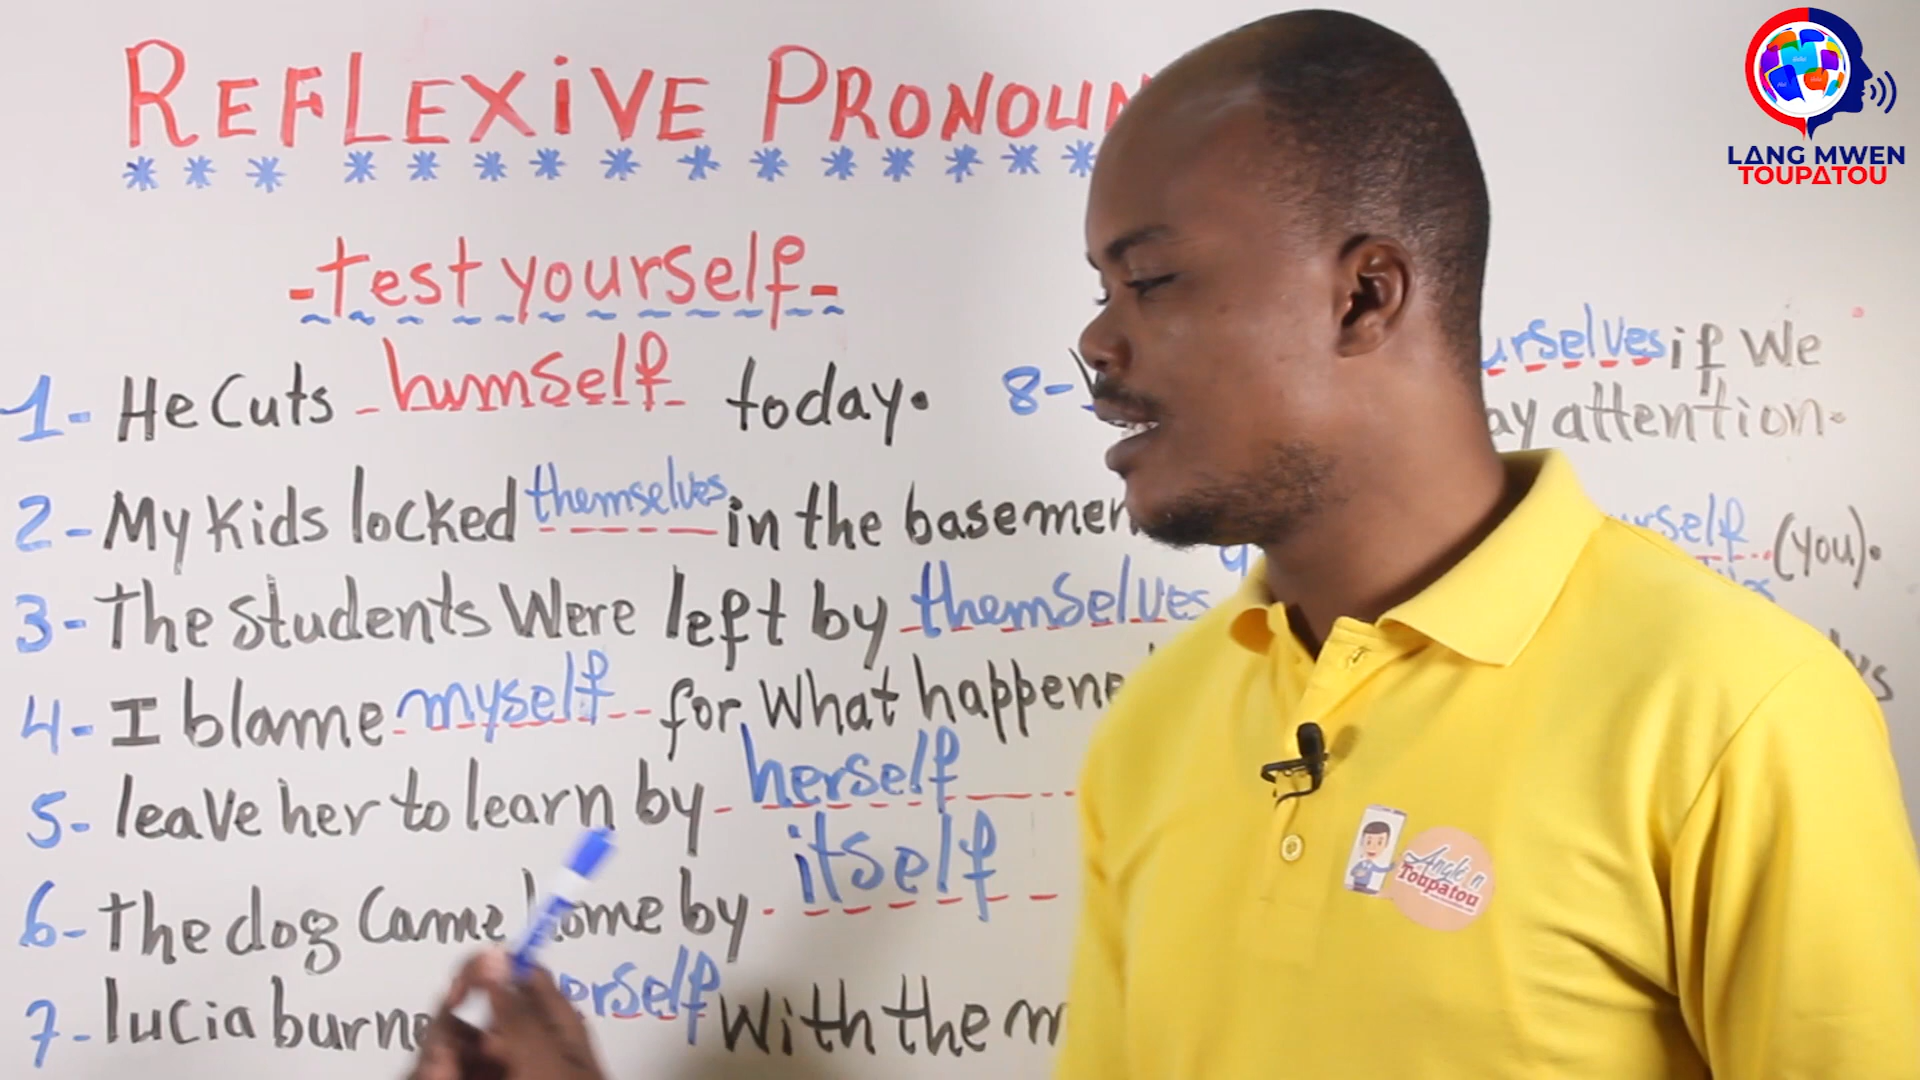 REFLEXIVE PRONOUN
- test yourself -
1- He Cuts himself today.
2- My Kids locked themselves in the basemen
3- The Students Were left by themselves
4- I blame myself for What happene
5- leave her to learn by herself
6- the dog Came home by itself
7- lucia burne erself With the m
8-
urselves if We
ay attention.
urself (you).
LANG MWEN
TOUPATOU
Anglè n
Toupatou